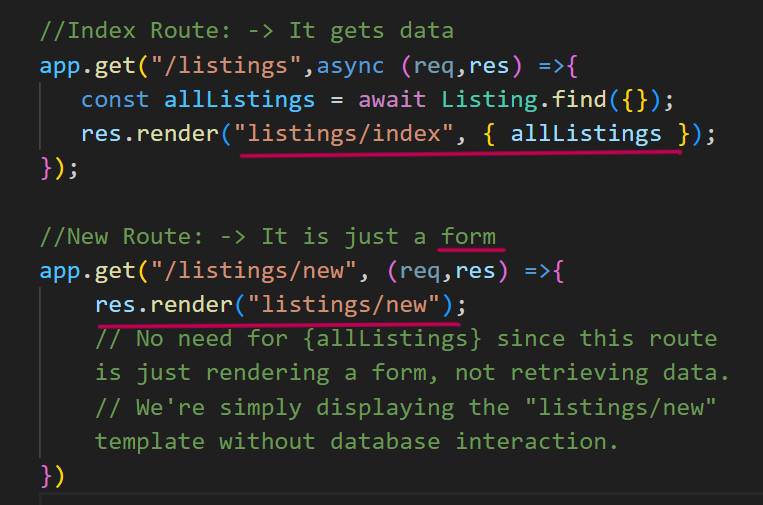 //Index Route: -> It gets data
app.get("/listings",async (req,res) =>{
const allListings = await Listing.find({});
res.render("listings/index", { allListings });
});
//New Route: -> It is just a form
app.get("/listings/new", (req,res) =>{
res.render("listings/new");
// No need for {allListings} since this route
is just rendering a form, not retrieving data.
// We're simply displaying the "listings/new"
template without database interaction.
})